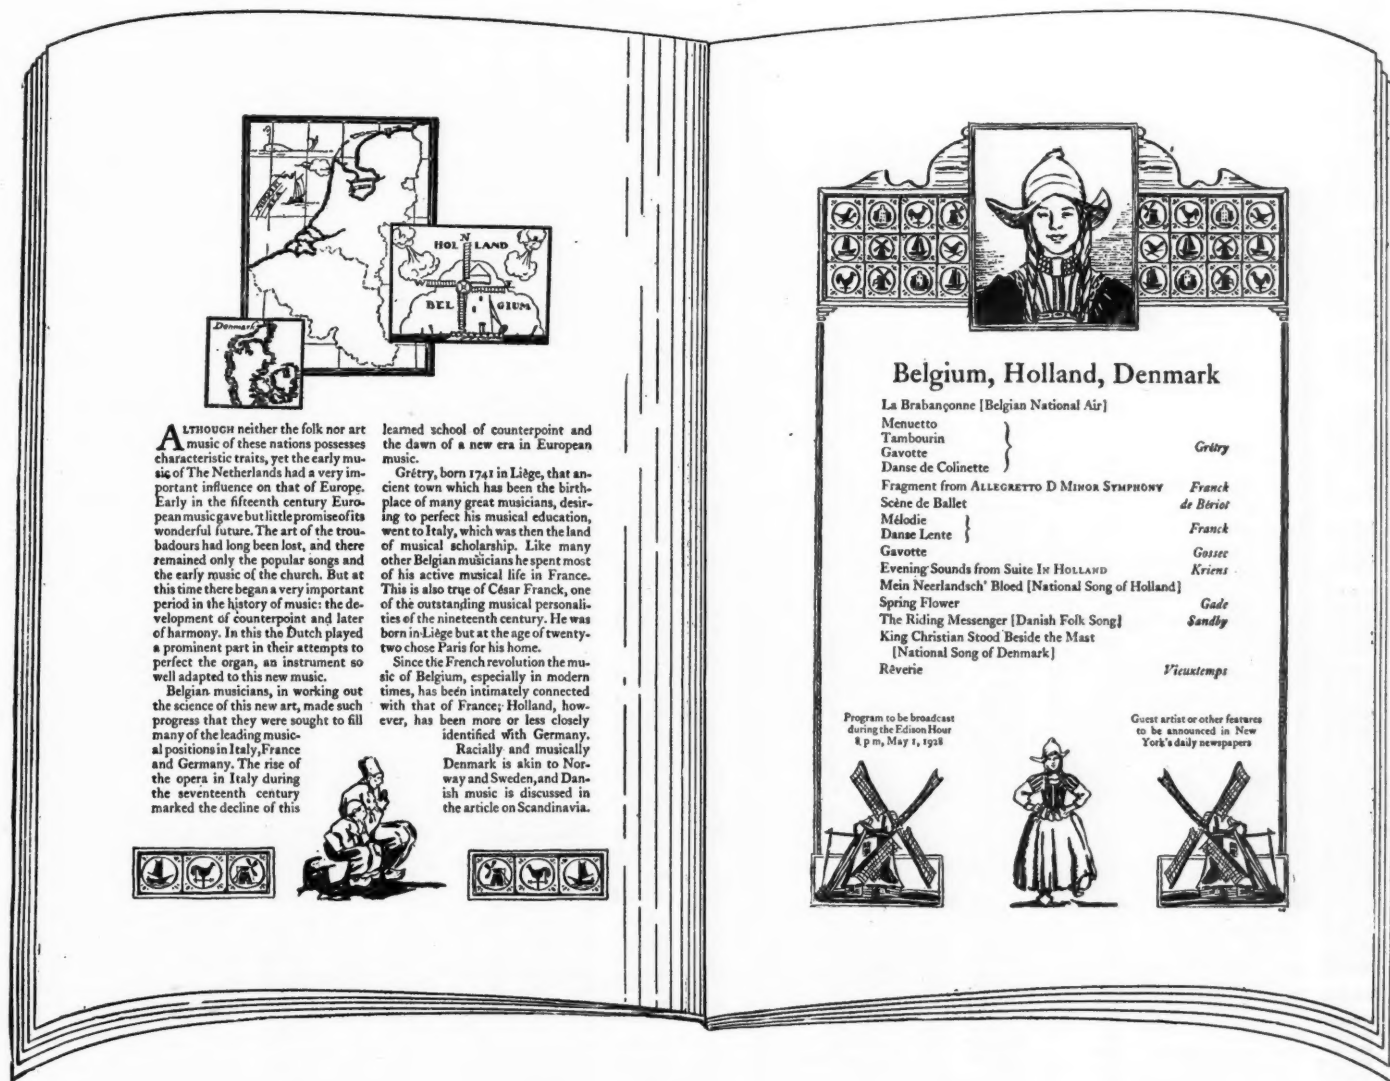 HOL LAND
N
BEL GIUM
Denmark
ALTHOUGH neither the folk nor art
music of these nations possesses
characteristic traits, yet the early mu-
sic of The Netherlands had a very im-
portant influence on that of Europe.
Early in the fifteenth century Euro-
pean music gave but little promise of its
wonderful future. The art of the trou-
badours had long been lost, and there
remained only the popular songs and
the early music of the church. But at
this time there began a very important
period in the history of music: the de-
velopment of counterpoint and later
of harmony. In this the Dutch played
a prominent part in their attempts to
perfect the organ, an instrument so
well adapted to this new music.
Belgian musicians, in working out
the science of this new art, made such
progress that they were sought to fill
many of the leading music-
al positions in Italy, France
and Germany. The rise of
the opera in Italy during
the seventeenth century
marked the decline of this
learned school of counterpoint and
the dawn of a new era in European
music.
Grétry, born 1741 in Liège, that an-
cient town which has been the birth-
place of many great musicians, desir-
ing to perfect his musical education,
went to Italy, which was then the land
of musical scholarship. Like many
other Belgian musicians he spent most
of his active musical life in France.
This is also true of César Franck, one
of the outstanding musical personali-
ties of the nineteenth century. He was
born in Liège but at the age of twenty-
two chose Paris for his home.
Since the French revolution the mu-
sic of Belgium, especially in modern
times, has been intimately connected
with that of France; Holland, how-
ever, has been more or less closely
identified with Germany.
Racially and musically
Denmark is akin to Nor-
way and Sweden, and Dan-
ish music is discussed in
the article on Scandinavia.
Belgium, Holland, Denmark
La Brabançonne [Belgian National Air]
Menuetto
Tambourin
Gavotte
Danse de Colinette
Grétry
Fragment from ALLEGRETTO D MINOR SYMPHONY Franck
Scène de Ballet de Bériot
Mélodie
Danse Lente
Franck
Gavotte Gossec
Evening Sounds from Suite IN HOLLAND Kriens
Mein Neerlandsch' Bloed [National Song of Holland]
Spring Flower Gade
The Riding Messenger [Danish Folk Song] Sandby
King Christian Stood Beside the Mast
[National Song of Denmark]
Rêverie Vieuxtemps
Program to be broadcast
during the Edison Hour
8 p m, May 1, 1928
Guest artist or other features
to be announced in New
York's daily newspapers